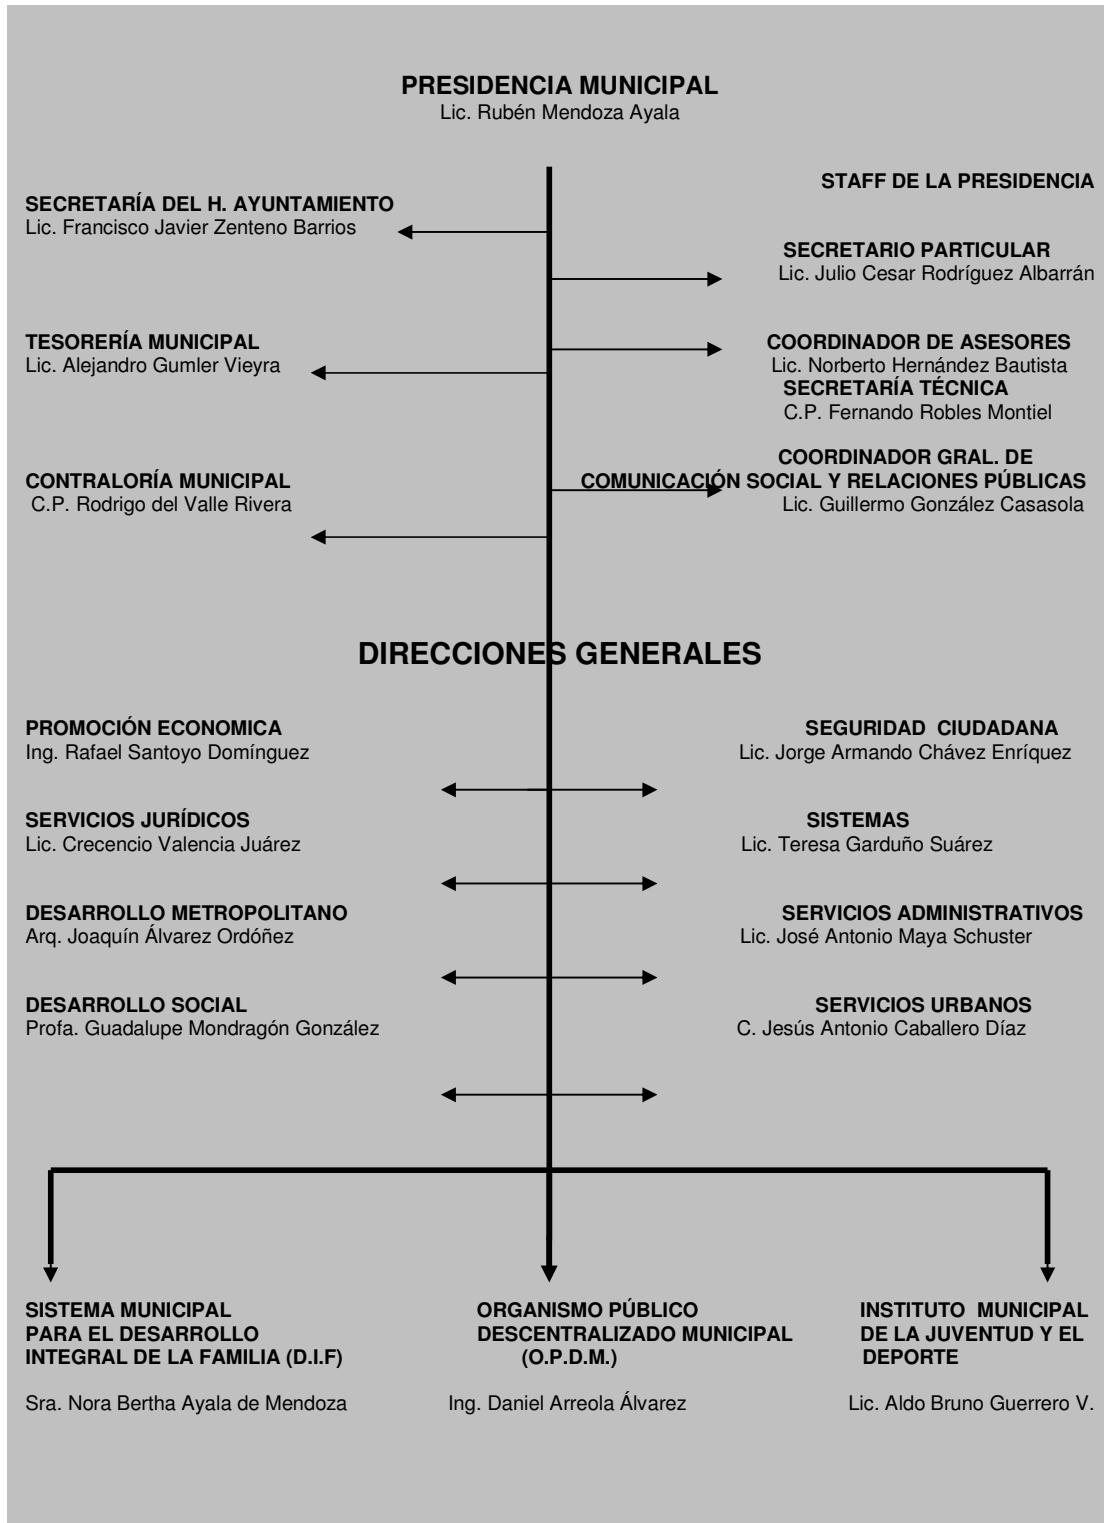 PRESIDENCIA MUNICIPAL
Lic. Rubén Mendoza Ayala
STAFF DE LA PRESIDENCIA
SECRETARÍA DEL H. AYUNTAMIENTO
Lic. Francisco Javier Zenteno Barrios
SECRETARIO PARTICULAR
Lic. Julio Cesar Rodríguez Albarrán
TESORERÍA MUNICIPAL
Lic. Alejandro Gumler Vieyra
COORDINADOR DE ASESORES
Lic. Norberto Hernández Bautista
SECRETARÍA TÉCNICA
C.P. Fernando Robles Montiel
CONTRALORÍA MUNICIPAL
C.P. Rodrigo del Valle Rivera
COORDINADOR GRAL. DE
COMUNICACIÓN SOCIAL Y RELACIONES PÚBLICAS
Lic. Guillermo González Casasola
DIRECCIONES GENERALES
PROMOCIÓN ECONOMICA
Ing. Rafael Santoyo Domínguez
SEGURIDAD  CIUDADANA
Lic. Jorge Armando Chávez Enríquez
SERVICIOS JURÍDICOS
Lic. Crecencio Valencia Juárez
SISTEMAS
Lic. Teresa Garduño Suárez
DESARROLLO METROPOLITANO
Arq. Joaquín Álvarez Ordóñez
SERVICIOS ADMINISTRATIVOS
Lic. José Antonio Maya Schuster
DESARROLLO SOCIAL
Profa. Guadalupe Mondragón González
SERVICIOS URBANOS
C. Jesús Antonio Caballero Díaz
SISTEMA MUNICIPAL
PARA EL DESARROLLO
INTEGRAL DE LA FAMILIA (D.I.F)
Sra. Nora Bertha Ayala de Mendoza
ORGANISMO PÚBLICO
DESCENTRALIZADO MUNICIPAL
(O.P.D.M.)
Ing. Daniel Arreola Álvarez
INSTITUTO  MUNICIPAL
DE LA JUVENTUD Y EL
DEPORTE
Lic. Aldo Bruno Guerrero V.